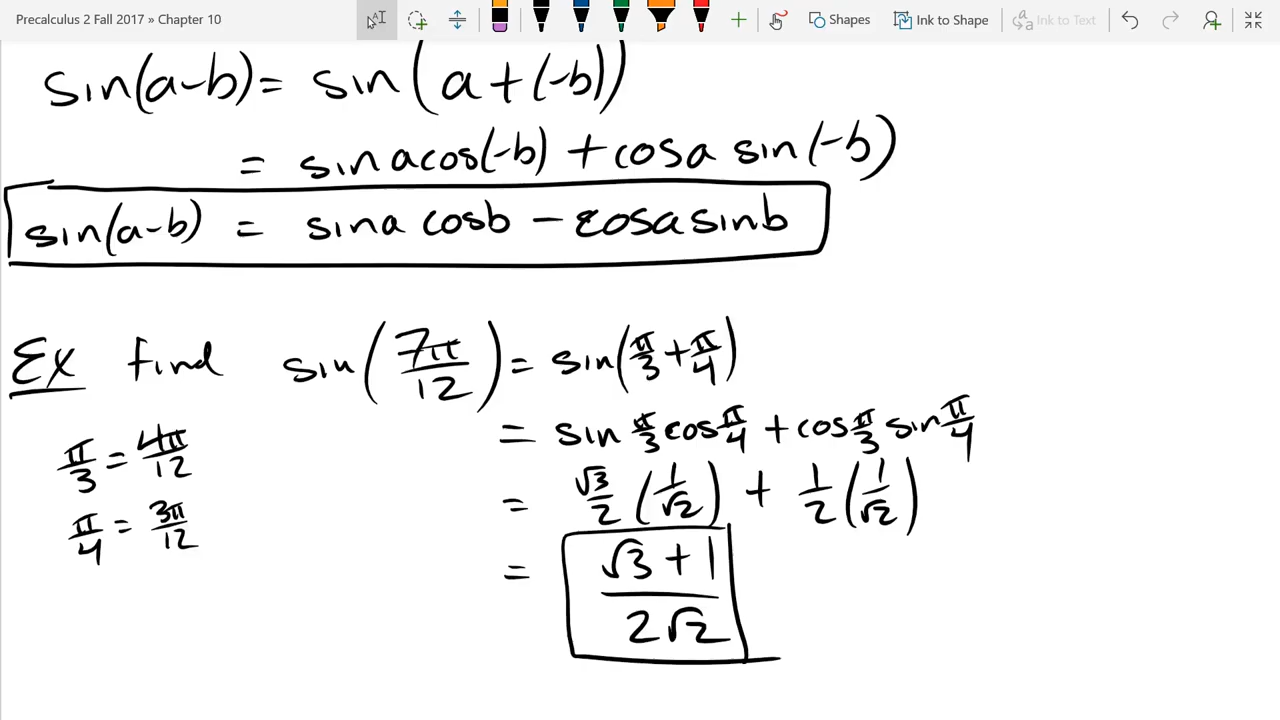 Precalculus 2 Fall 2017 » Chapter 10
Shapes Ink to Shape Ink to Text
sin(a-b) = sin(a+(-b))
= sin a cos(-b) + cos a sin(-b)
sin(a-b) = sin a cos b - cos a sin b
Ex find sin(7π/12) = sin(π/3 + π/4)
π/3 = 4π/12
π/4 = 3π/12
= sin π/3 cos π/4 + cos π/3 sin π/4
= √3/2 (1/√2) + 1/2 (1/√2)
= √3 + 1
2√2